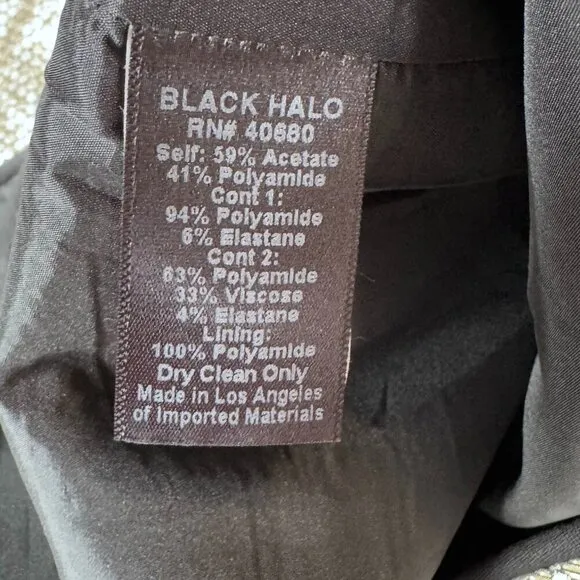 BLACK HALO
RN# 40680
Self: 59% Acetate
41% Polyamide
Cont 1:
94% Polyamide
6% Elastane
Cont 2:
63% Polyamide
33% Viscose
4% Elastane
Lining:
100% Polyamide
Dry Clean Only
Made in Los Angeles
of Imported Materials